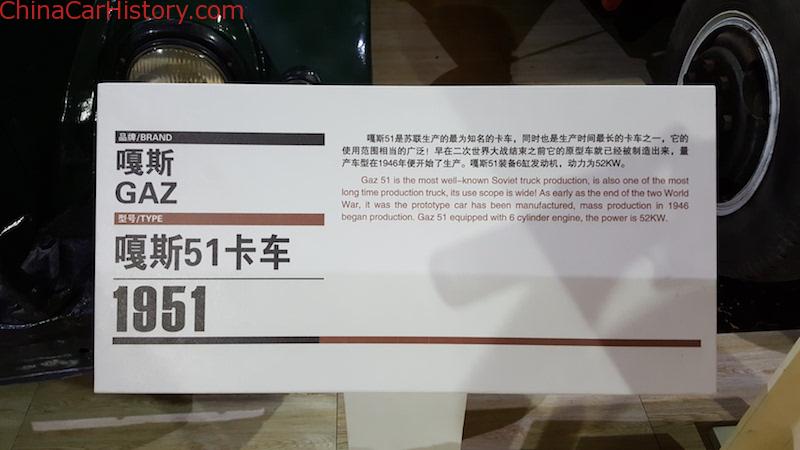 ChinaCarHistory.com
品牌/BRAND
嘎斯
GAZ
型号/TYPE
嘎斯51卡车
1951
嘎斯51是苏联生产的最为知名的卡车，同时也是生产时间最长的卡车之一，它的
使用范围相当的广泛！早在二次世界大战结束之前它的原型车就已经被制造出来，量
产车型在1946年便开始了生产。嘎斯51装备6缸发动机，动力为52KW。
Gaz 51 is the most well-known Soviet truck production, is also one of the most
long time production truck, its use scope is wide! As early as the end of the two World
War, it was the prototype car has been manufactured, mass production in 1946
began production. Gaz 51 equipped with 6 cylinder engine, the power is 52KW.